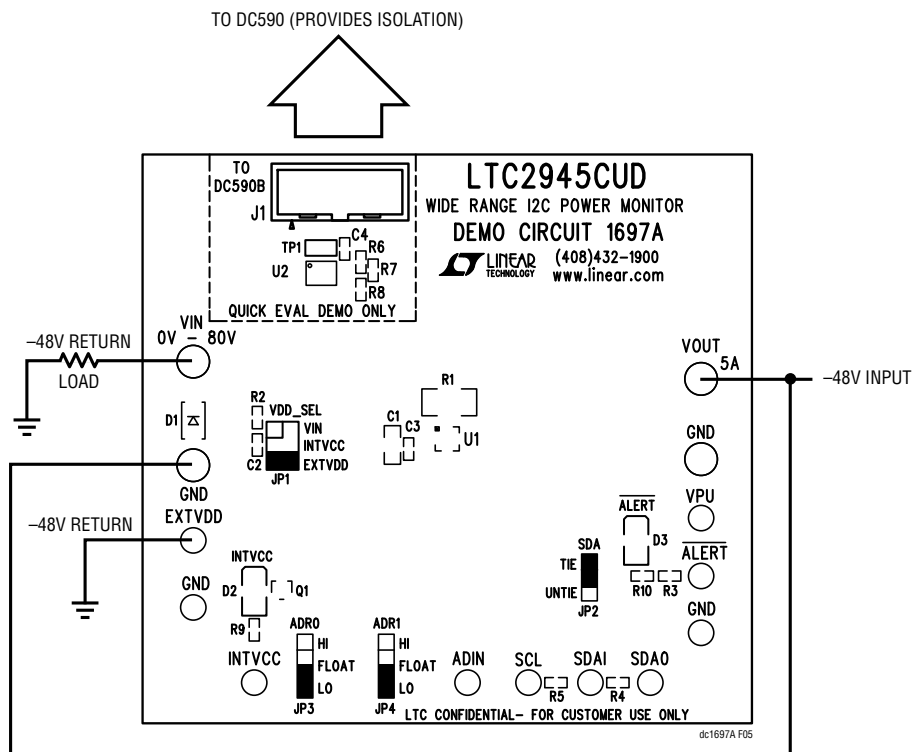 TO DC590 (PROVIDES ISOLATION)
TO
DC590B
J1
LTC2945CUD
WIDE RANGE I2C POWER MONITOR
DEMO CIRCUIT 1697A
LINEAR
TECHNOLOGY
(408)432-1900
www.linear.com
TP1
C4
R6
U2
R7
R8
QUICK EVAL DEMO ONLY
–48V RETURN
LOAD
VIN
0V - 80V
VOUT
5A
–48V INPUT
D1
GND
R2
VDD_SEL
VIN
INTVCC
EXTVDD
C2
JP1
R1
C1
C3
U1
GND
EXTVDD
–48V RETURN
VPU
ALERT
D3
ALERT
SDA
TIE
UNTIE
JP2
R10
R3
GND
GND
INTVCC
D2
Q1
R9
INTVCC
ADR0
HI
FLOAT
LO
JP3
ADR1
HI
FLOAT
LO
JP4
ADIN
SCL
SDAI
SDAO
R5
R4
LTC CONFIDENTIAL- FOR CUSTOMER USE ONLY
dc1697A F05